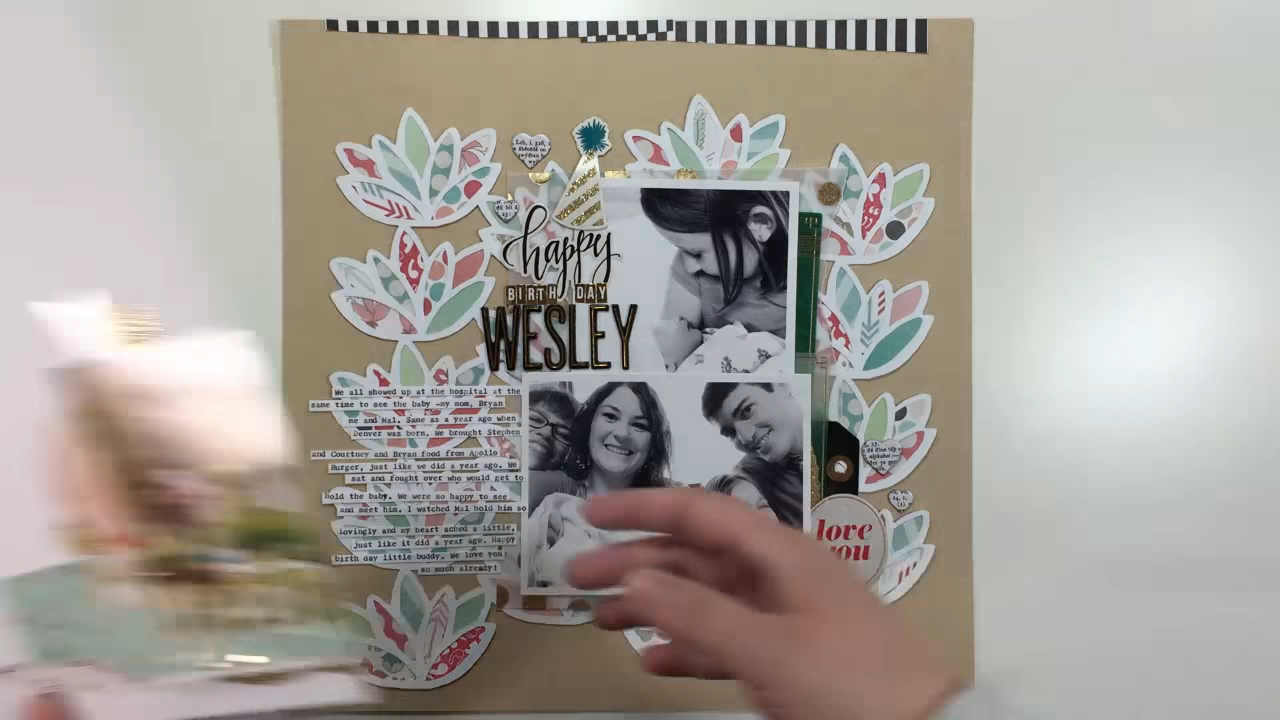 happy
BIRTH DAY
WESLEY
We all showed up at the hospital at the
same time to see the baby -my mom, Bryan
me and Mal. Same as a year ago when
Denver was born. We brought Stephen
and Courtney and Bryan food from Apollo
Burger, just like we did a year ago. We
sat and fought over who would get to
hold the baby. We were so happy to see
and meet him. I watched Mal hold him so
lovingly and my heart ached a little,
just like it did a year ago. Happy
birth day little buddy. We love you
so much already!
love
you